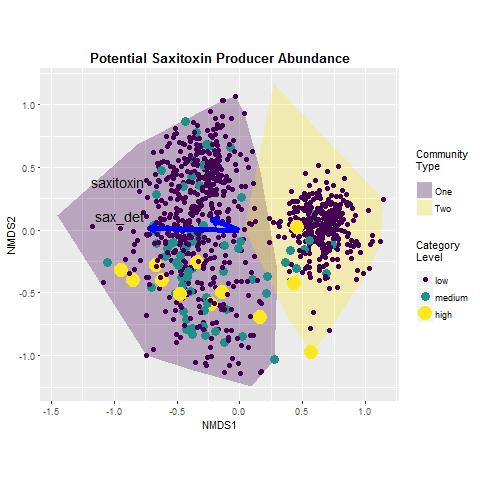 Potential Saxitoxin Producer Abundance
1.0
0.5
0.0
-0.5
-1.0
NMDS2
saxitoxin
sax_det
-1.5
-1.0
-0.5
0.0
0.5
1.0
NMDS1
Community
Type
One
Two
Category
Level
low
medium
high